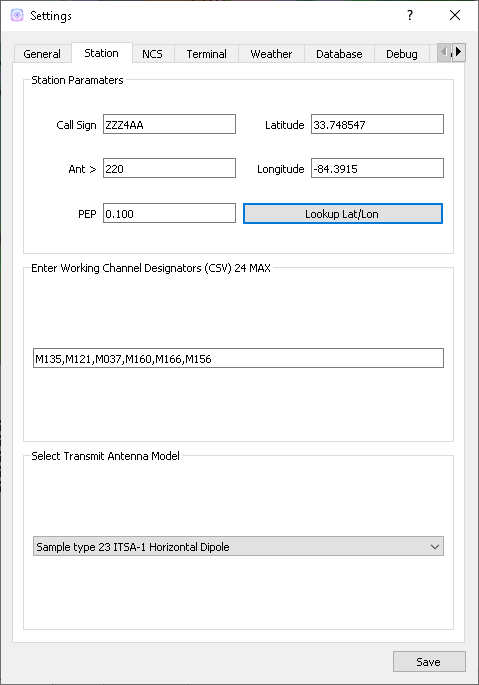 Settings
General Station NCS Terminal Weather Database Debug
Station Paramaters
Call Sign ZZZ4AA Latitude 33.748547
Ant > 220 Longitude -84.3915
PEP 0.100 Lookup Lat/Lon
Enter Working Channel Designators (CSV) 24 MAX
M135,M121,M037,M160,M166,M156
Select Transmit Antenna Model
Sample type 23 ITSA-1 Horizontal Dipole
Save